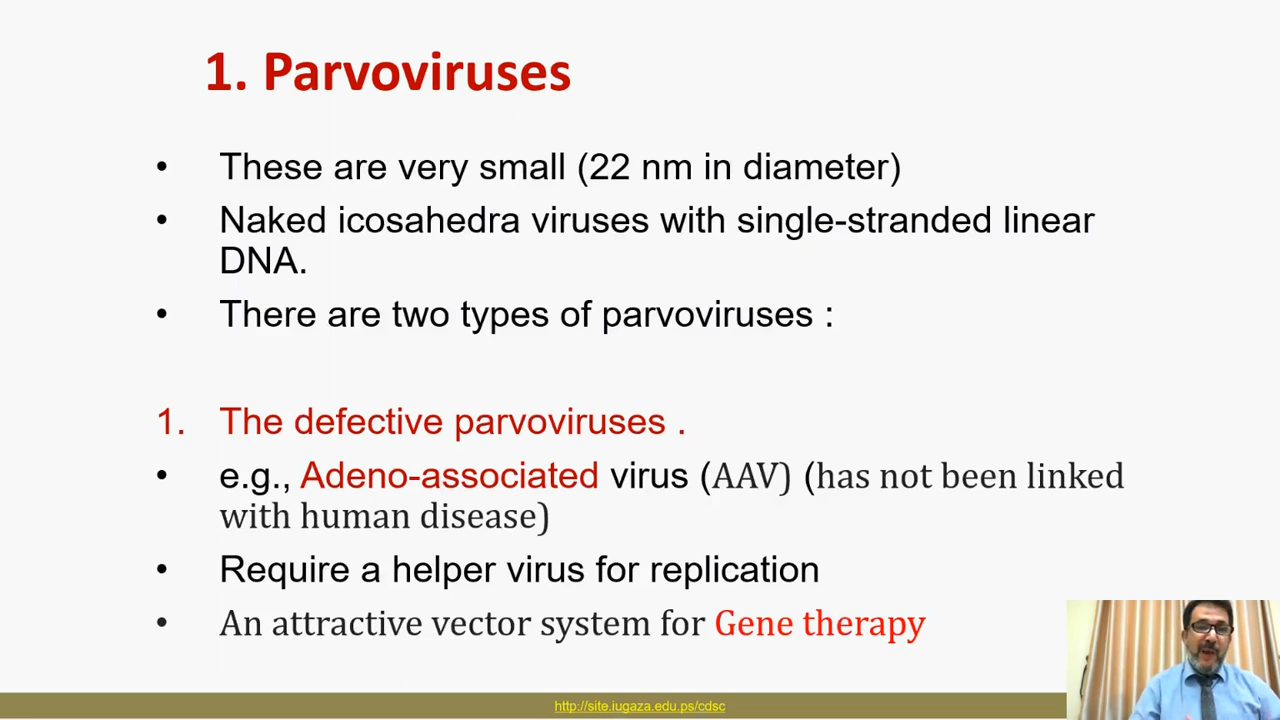 1. Parvoviruses
• These are very small (22 nm in diameter)
• Naked icosahedra viruses with single-stranded linear
DNA.
• There are two types of parvoviruses :
1. The defective parvoviruses .
• e.g., Adeno-associated virus (AAV) (has not been linked
with human disease)
• Require a helper virus for replication
• An attractive vector system for Gene therapy
http://site.iugaza.edu.ps/cdsc